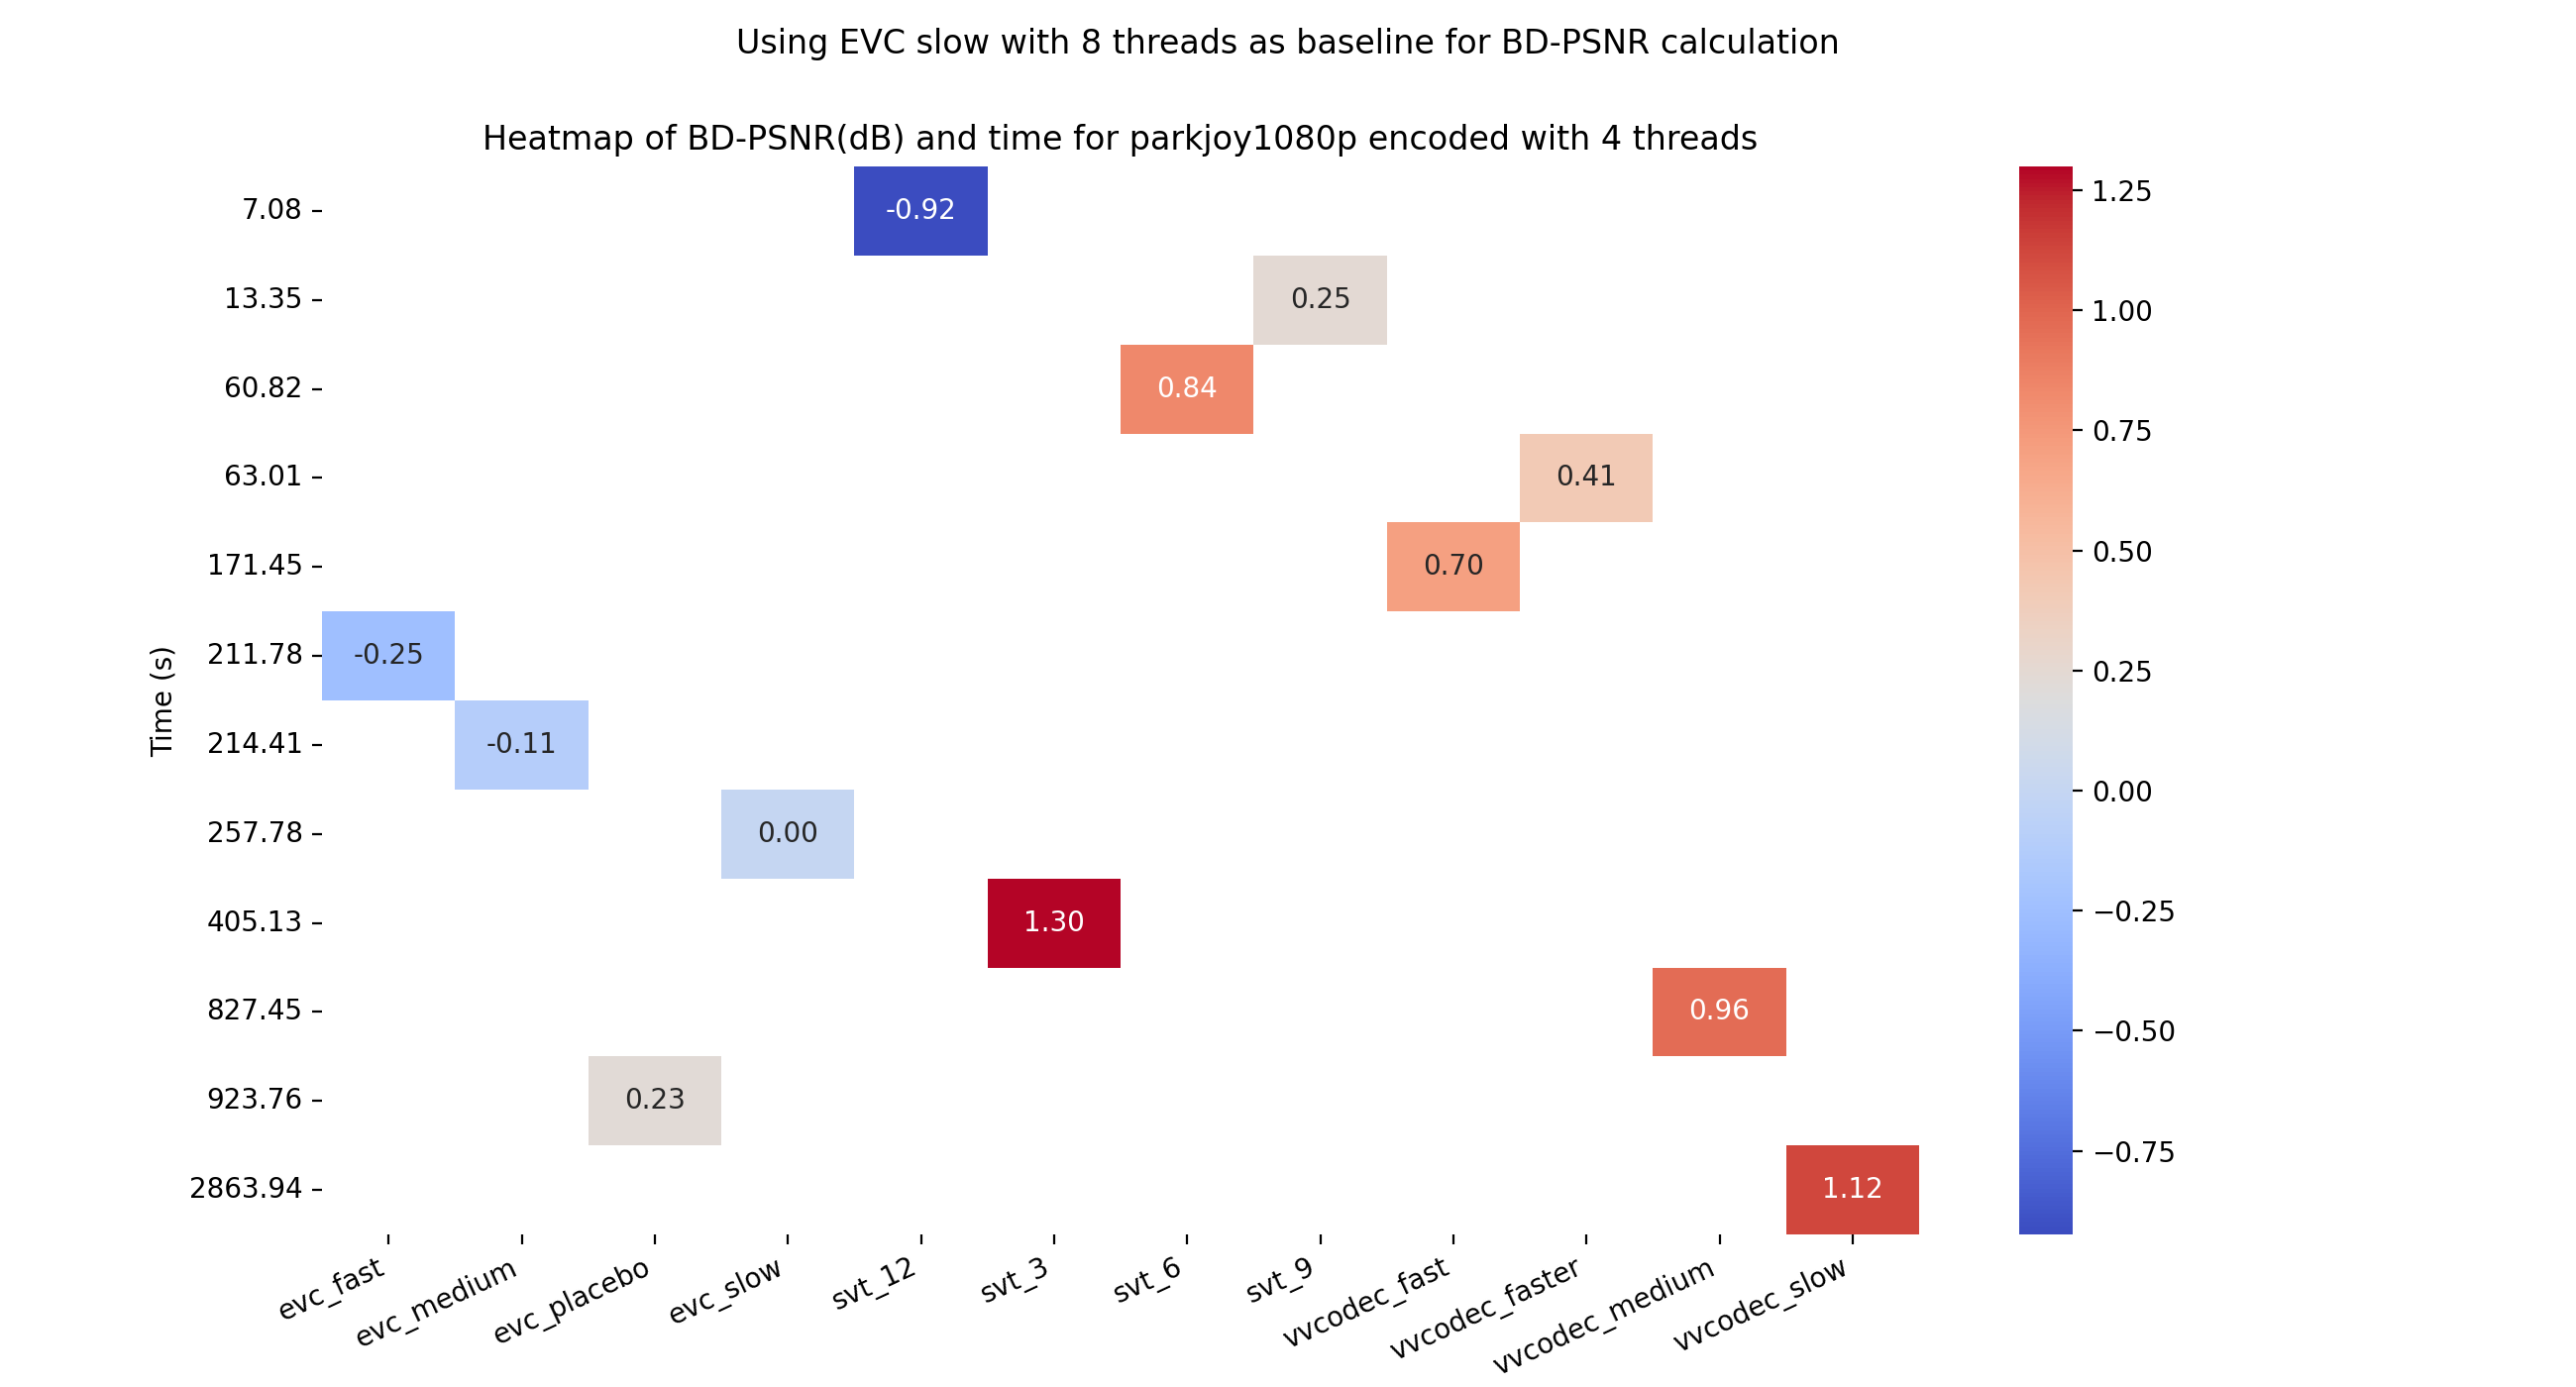 Using EVC slow with 8 threads as baseline for BD-PSNR calculation
Heatmap of BD-PSNR(dB) and time for parkjoy1080p encoded with 4 threads
Time (s)
7.08
-0.92
13.35
0.25
60.82
0.84
63.01
0.41
171.45
0.70
211.78
-0.25
214.41
-0.11
257.78
0.00
405.13
1.30
827.45
0.96
923.76
0.23
2863.94
1.12
evc_fast
evc_medium
evc_placebo
evc_slow
svt_12
svt_3
svt_6
svt_9
vvcodec_fast
vvcodec_faster
vvcodec_medium
vvcodec_slow
1.25
1.00
0.75
0.50
0.25
0.00
−0.25
−0.50
−0.75